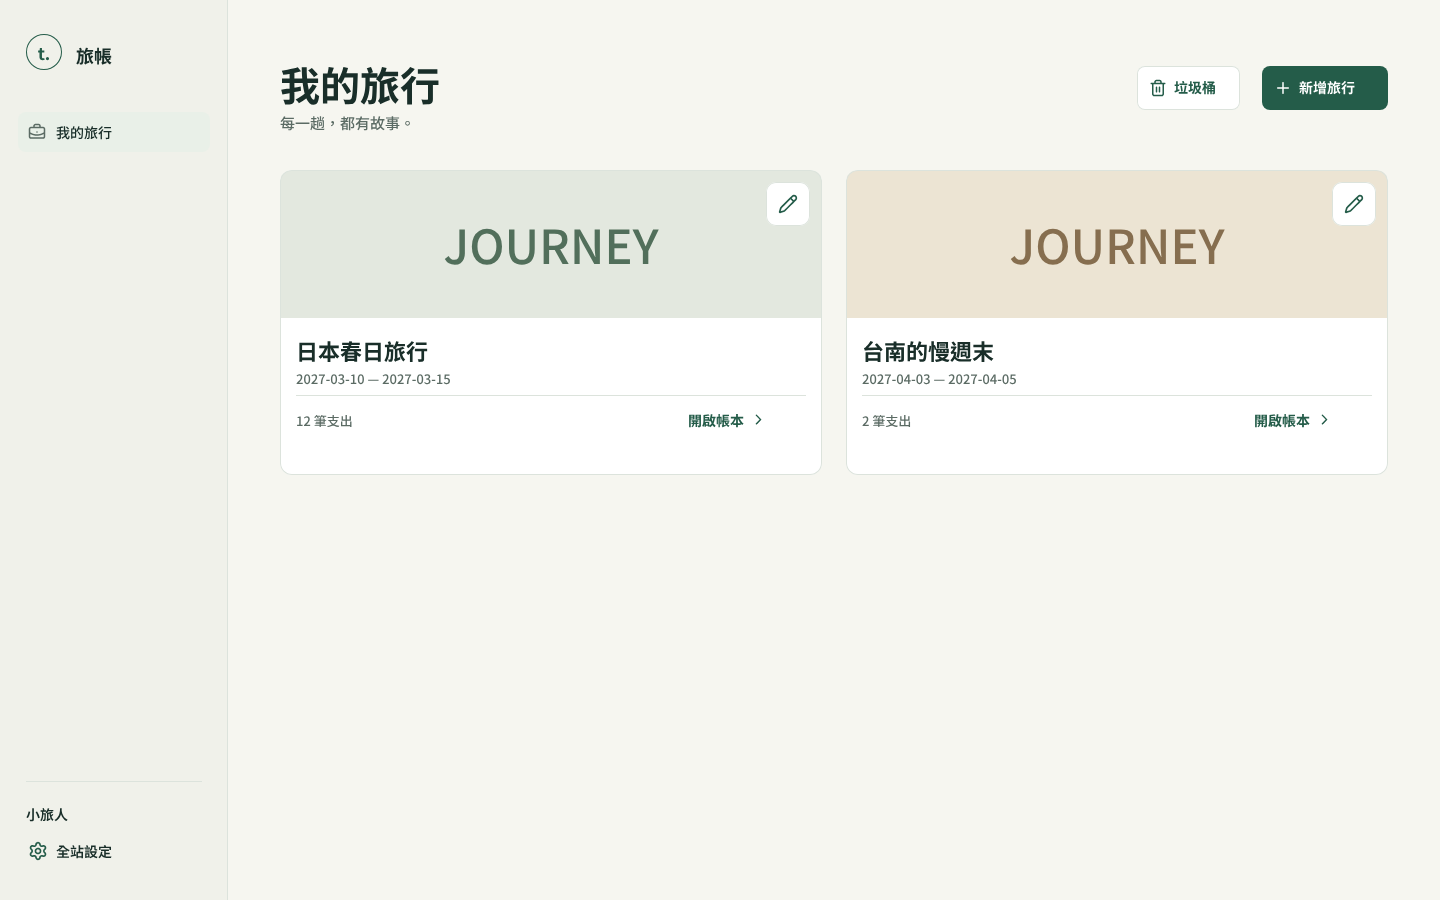 t.
旅帳
我的旅行
小旅人
全站設定
我的旅行
每一趟，都有故事。
垃圾桶
新增旅行
JOURNEY
日本春日旅行
2027-03-10 — 2027-03-15
12 筆支出
開啟帳本
JOURNEY
台南的慢週末
2027-04-03 — 2027-04-05
2 筆支出
開啟帳本